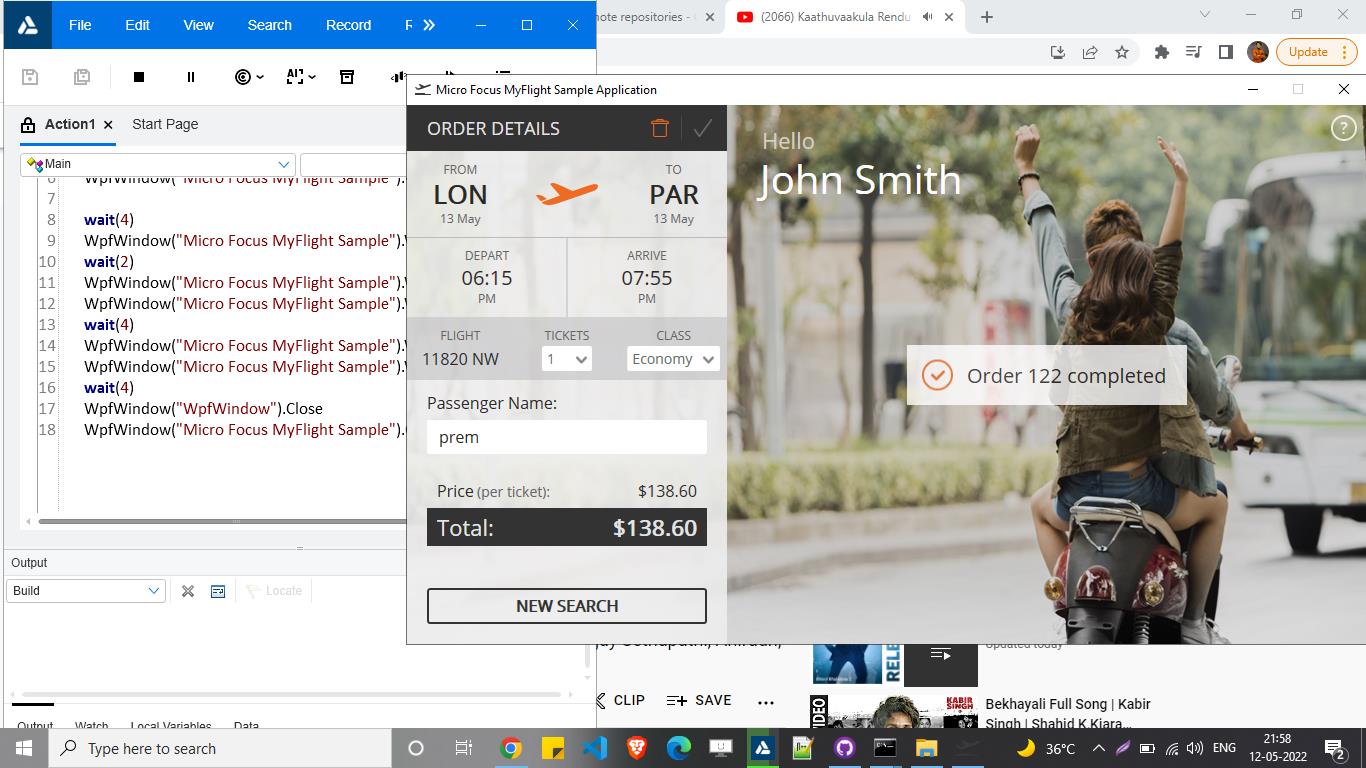 File Edit View Search Record
note repositories -
(2066) Kaathuvaakula Rendu
Update
Action1 Start Page
Main
Micro Focus MyFlight Sample Application
ORDER DETAILS
FROM TO
LON PAR
13 May 13 May
DEPART ARRIVE
06:15 07:55
PM PM
FLIGHT TICKETS CLASS
11820 NW 1 Economy
Passenger Name:
prem
Price (per ticket): $138.60
Total: $138.60
NEW SEARCH
Hello
John Smith
?
Order 122 completed
6 WpfWindow("Micro Focus MyFlight Sample").
7
8 wait(4)
9 WpfWindow("Micro Focus MyFlight Sample").
10 wait(2)
11 WpfWindow("Micro Focus MyFlight Sample").
12 WpfWindow("Micro Focus MyFlight Sample").
13 wait(4)
14 WpfWindow("Micro Focus MyFlight Sample").
15 WpfWindow("Micro Focus MyFlight Sample").
16 wait(4)
17 WpfWindow("WpfWindow").Close
18 WpfWindow("Micro Focus MyFlight Sample").
Output
Build Locate
Output Watch Local Variables Data
Updated today
CLIP SAVE ...
VIDEO
KABIR
SINGH
Bekhayali Full Song | Kabir
Singh | Shahid K,Kiara...
Type here to search
36°C ENG 21:58
12-05-2022
2